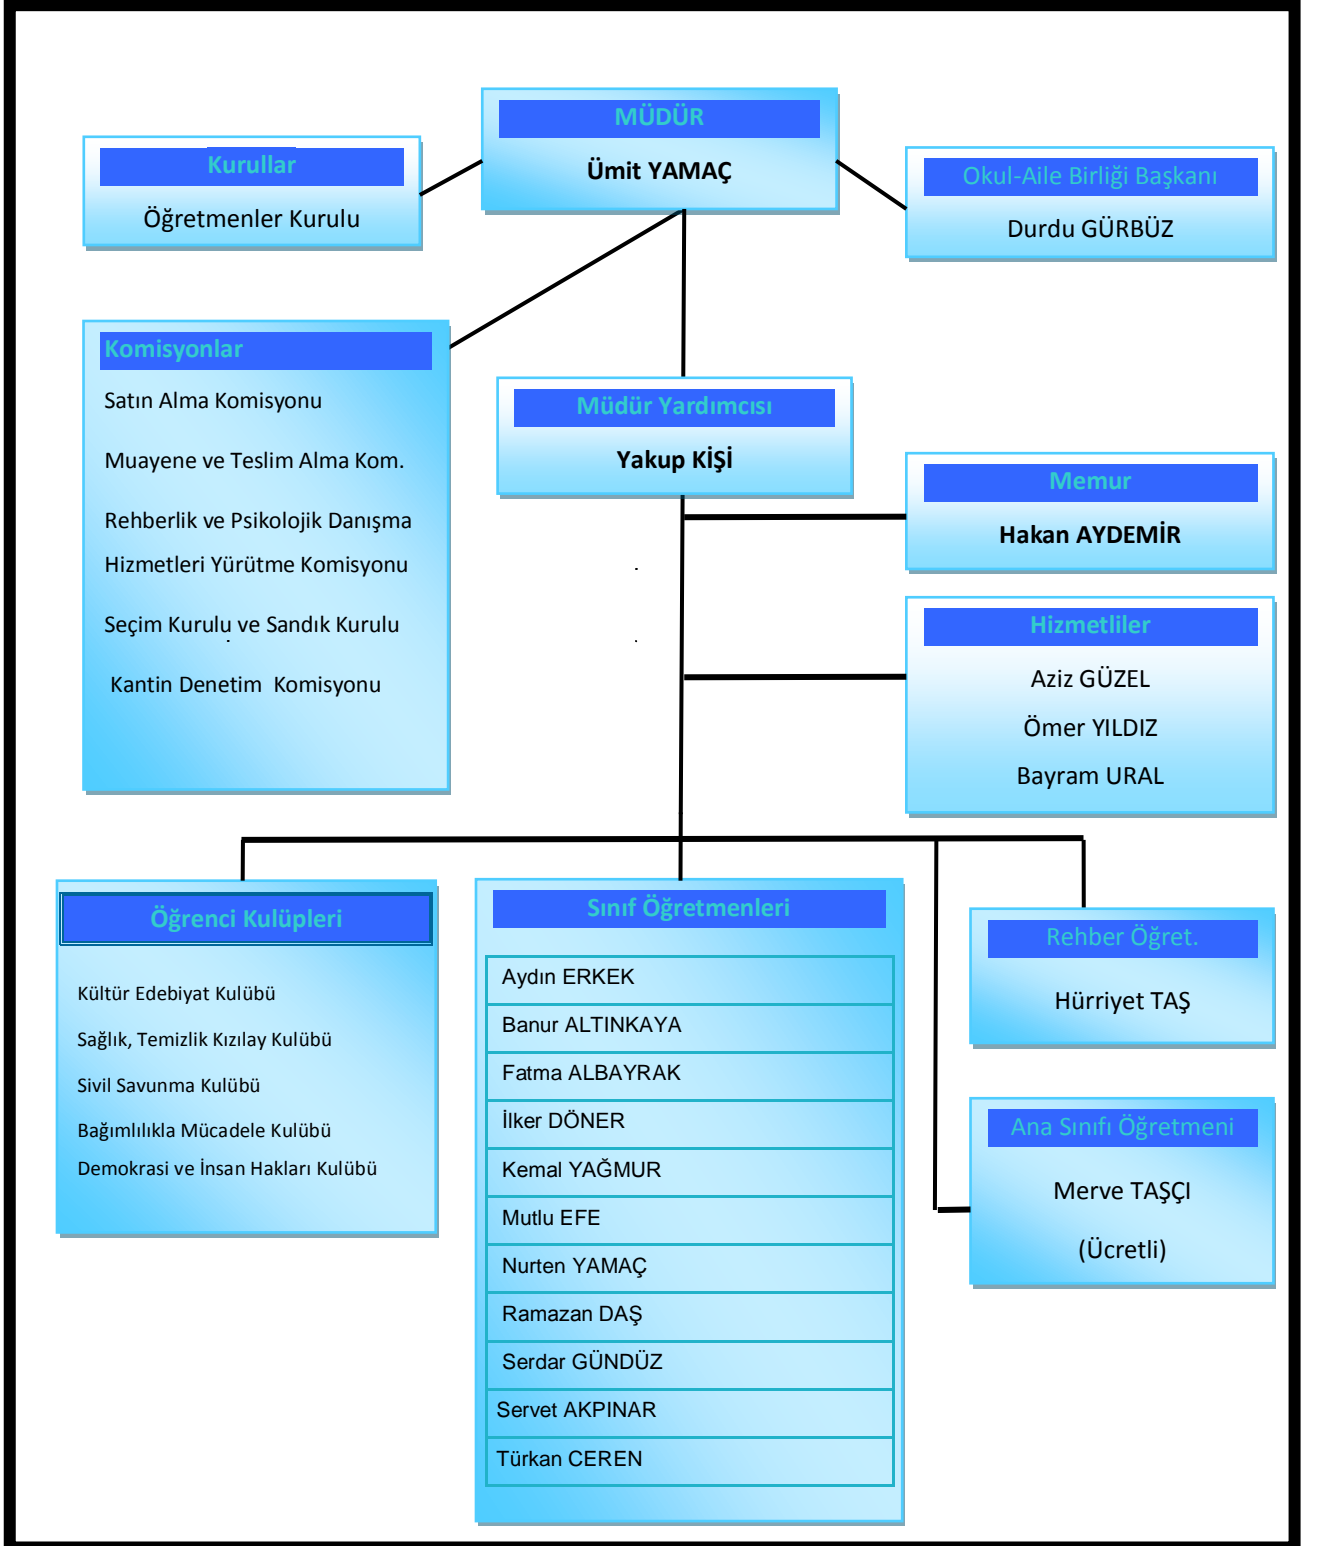 MÜDÜR
Ümit YAMAÇ
Kurullar
Öğretmenler Kurulu
Okul-Aile Birliği Başkanı
Durdu GÜRBÜZ
Komisyonlar
Satın Alma Komisyonu
Muayene ve Teslim Alma Kom.
Rehberlik ve Psikolojik Danışma
Hizmetleri Yürütme Komisyonu
Seçim Kurulu ve Sandık Kurulu
Kantin Denetim Komisyonu
Müdür Yardımcısı
Yakup KİŞİ
Memur
Hakan AYDEMİR
Hizmetliler
Aziz GÜZEL
Ömer YILDIZ
Bayram URAL
Öğrenci Kulüpleri
Kültür Edebiyat Kulübü
Sağlık, Temizlik Kızılay Kulübü
Sivil Savunma Kulübü
Bağımlılıkla Mücadele Kulübü
Demokrasi ve İnsan Hakları Kulübü
Sınıf Öğretmenleri
Aydın ERKEK
Banur ALTINKAYA
Fatma ALBAYRAK
İlker DÖNER
Kemal YAĞMUR
Mutlu EFE
Nurten YAMAÇ
Ramazan DAŞ
Serdar GÜNDÜZ
Servet AKPINAR
Türkan CEREN
Rehber Öğret.
Hürriyet TAŞ
Ana Sınıfı Öğretmeni
Merve TAŞÇI
(Ücretli)